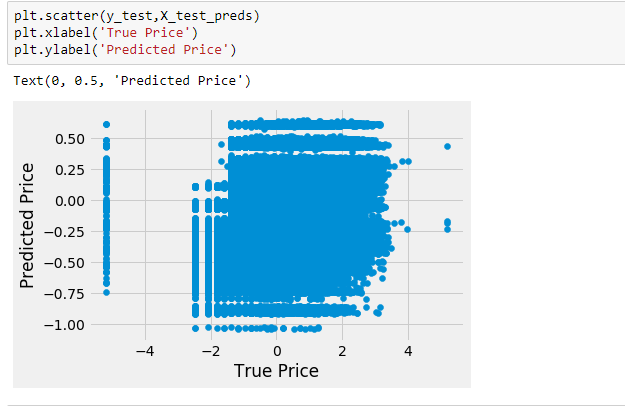 plt.scatter(y_test,X_test_preds)
plt.xlabel('True Price')
plt.ylabel('Predicted Price')
Text(0, 0.5, 'Predicted Price')
0.50
0.25
0.00
−0.25
−0.50
−0.75
−1.00
Predicted Price
−4 −2 0 2 4
True Price